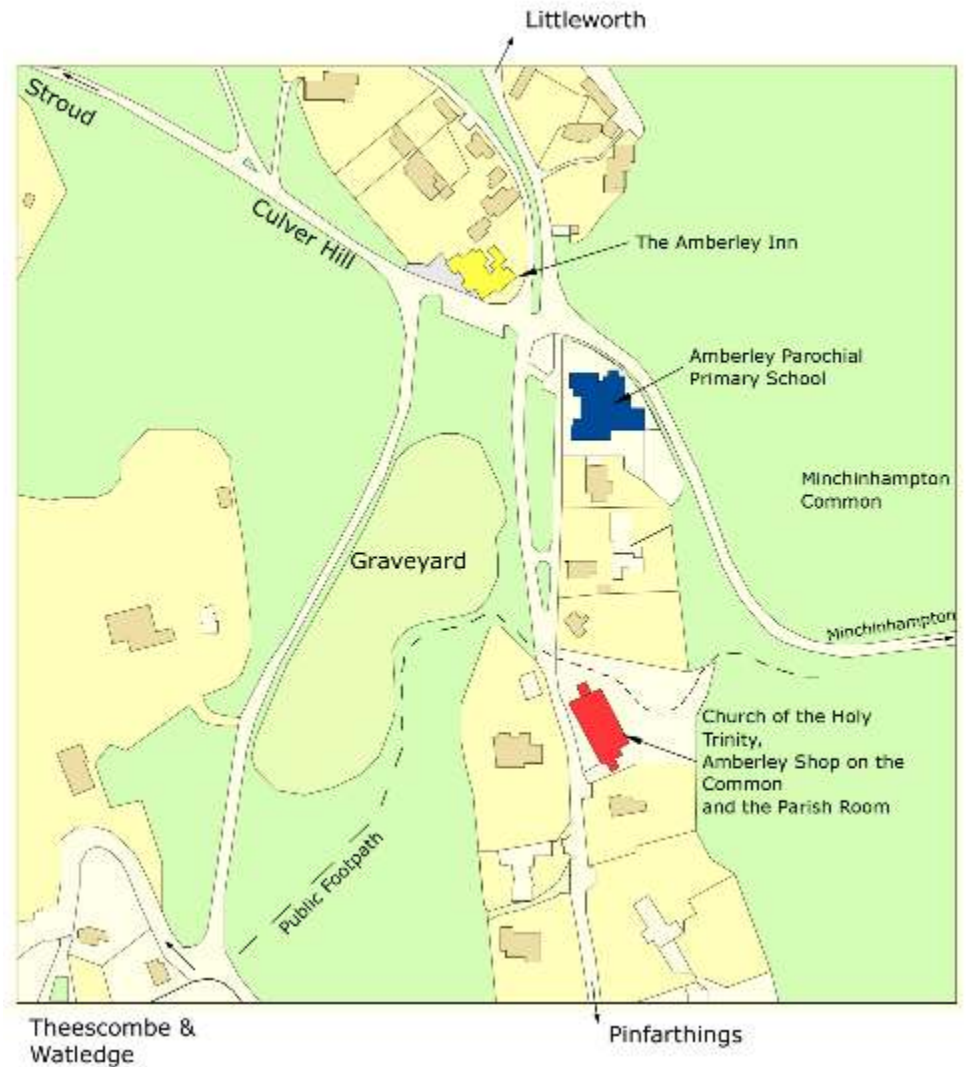 Littleworth
Stroud
Culver Hill
The Amberley Inn
Amberley Parochial
Primary School
Minchinhampton
Common
Graveyard
Minchinhampton
Church of the Holy
Trinity,
Amberley Shop on the
Common
and the Parish Room
Public Footpath
Theescombe &
Watledge
Pinfarthings